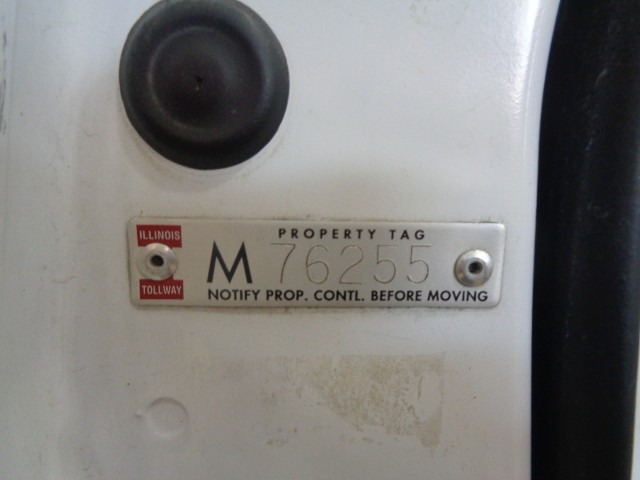 ILLINOIS
PROPERTY TAG
M 76255
TOLLWAY
NOTIFY PROP. CONTL. BEFORE MOVING